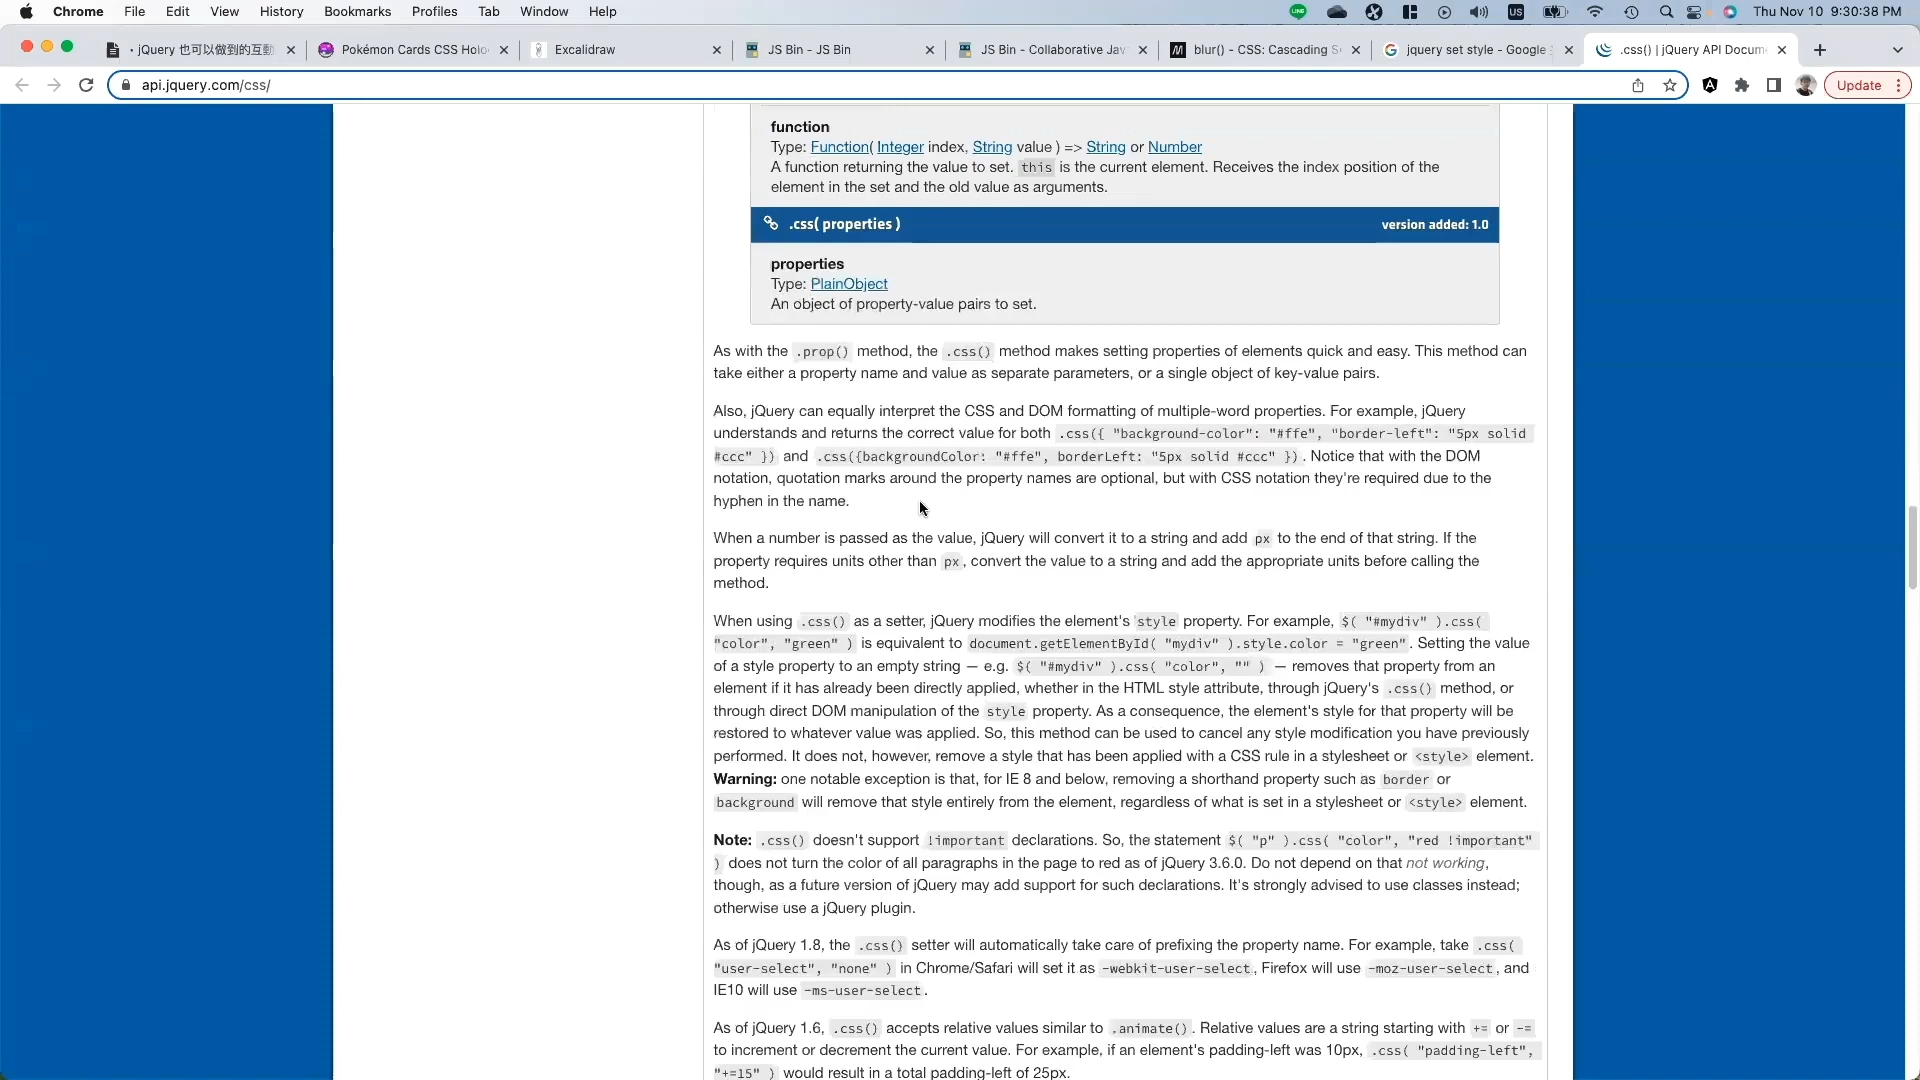 Chrome File Edit View History Bookmarks Profiles Tab Window Help
US Thu Nov 10 9:30:38 PM
· jQuery 也可以做到的互動
Pokémon Cards CSS Holo
Excalidraw
JS Bin - JS Bin
JS Bin - Collaborative Jav
blur() - CSS: Cascading S
jquery set style - Google
.css() | jQuery API Docum
api.jquery.com/css/
Update
function
Type: Function( Integer index, String value ) => String or Number
A function returning the value to set. this is the current element. Receives the index position of the
element in the set and the old value as arguments.
.css( properties ) version added: 1.0
properties
Type: PlainObject
An object of property-value pairs to set.
As with the .prop() method, the .css() method makes setting properties of elements quick and easy. This method can
take either a property name and value as separate parameters, or a single object of key-value pairs.
Also, jQuery can equally interpret the CSS and DOM formatting of multiple-word properties. For example, jQuery
understands and returns the correct value for both .css({ "background-color": "#ffe", "border-left": "5px solid
#ccc" }) and .css({backgroundColor: "#ffe", borderLeft: "5px solid #ccc" }). Notice that with the DOM
notation, quotation marks around the property names are optional, but with CSS notation they're required due to the
hyphen in the name.
When a number is passed as the value, jQuery will convert it to a string and add px to the end of that string. If the
property requires units other than px, convert the value to a string and add the appropriate units before calling the
method.
When using .css() as a setter, jQuery modifies the element's style property. For example, $( "#mydiv" ).css(
"color", "green" ) is equivalent to document.getElementById( "mydiv" ).style.color = "green". Setting the value
of a style property to an empty string — e.g. $( "#mydiv" ).css( "color", "" ) — removes that property from an
element if it has already been directly applied, whether in the HTML style attribute, through jQuery's .css() method, or
through direct DOM manipulation of the style property. As a consequence, the element's style for that property will be
restored to whatever value was applied. So, this method can be used to cancel any style modification you have previously
performed. It does not, however, remove a style that has been applied with a CSS rule in a stylesheet or <style> element.
Warning: one notable exception is that, for IE 8 and below, removing a shorthand property such as border or
background will remove that style entirely from the element, regardless of what is set in a stylesheet or <style> element.
Note: .css() doesn't support !important declarations. So, the statement $( "p" ).css( "color", "red !important"
) does not turn the color of all paragraphs in the page to red as of jQuery 3.6.0. Do not depend on that not working,
though, as a future version of jQuery may add support for such declarations. It's strongly advised to use classes instead;
otherwise use a jQuery plugin.
As of jQuery 1.8, the .css() setter will automatically take care of prefixing the property name. For example, take .css(
"user-select", "none" ) in Chrome/Safari will set it as -webkit-user-select, Firefox will use -moz-user-select, and
IE10 will use -ms-user-select.
As of jQuery 1.6, .css() accepts relative values similar to .animate(). Relative values are a string starting with += or -=
to increment or decrement the current value. For example, if an element's padding-left was 10px, .css( "padding-left",
"+=15" ) would result in a total padding-left of 25px.